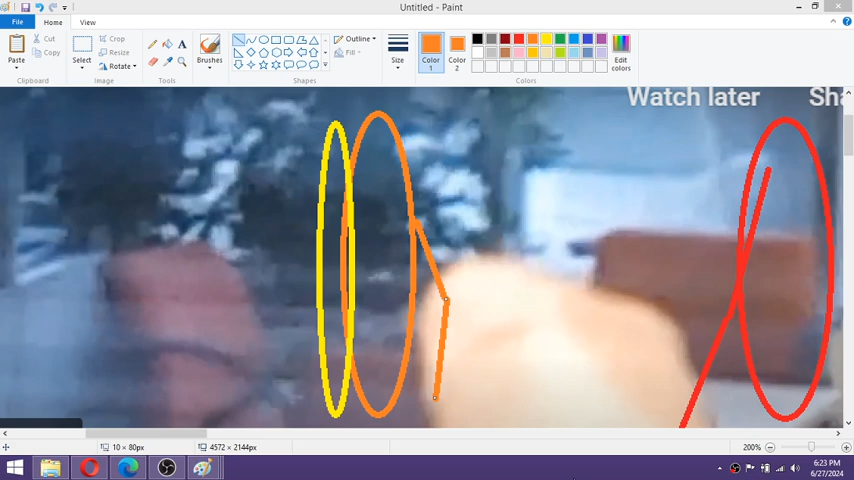 Untitled - Paint
File
Home
View
Paste
Cut
Copy
Clipboard
Select
Crop
Resize
Rotate
Image
A
Tools
Brushes
Outline
Fill
Shapes
Size
Color
1
Color
2
Edit
colors
Colors
Watch later
Sha
10 × 80px
4572 × 2144px
200%
6:23 PM
6/27/2024